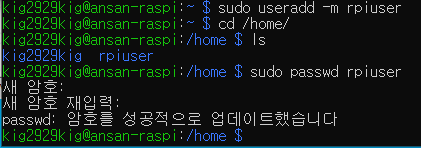 kig2929kig@ansan-raspi:~ $ sudo useradd -m rpiuser
kig2929kig@ansan-raspi:~ $ cd /home/
kig2929kig@ansan-raspi:/home $ ls
kig2929kig  rpiuser
kig2929kig@ansan-raspi:/home $ sudo passwd rpiuser
새 암호:
새 암호 재입력:
passwd: 암호를 성공적으로 업데이트했습니다
kig2929kig@ansan-raspi:/home $